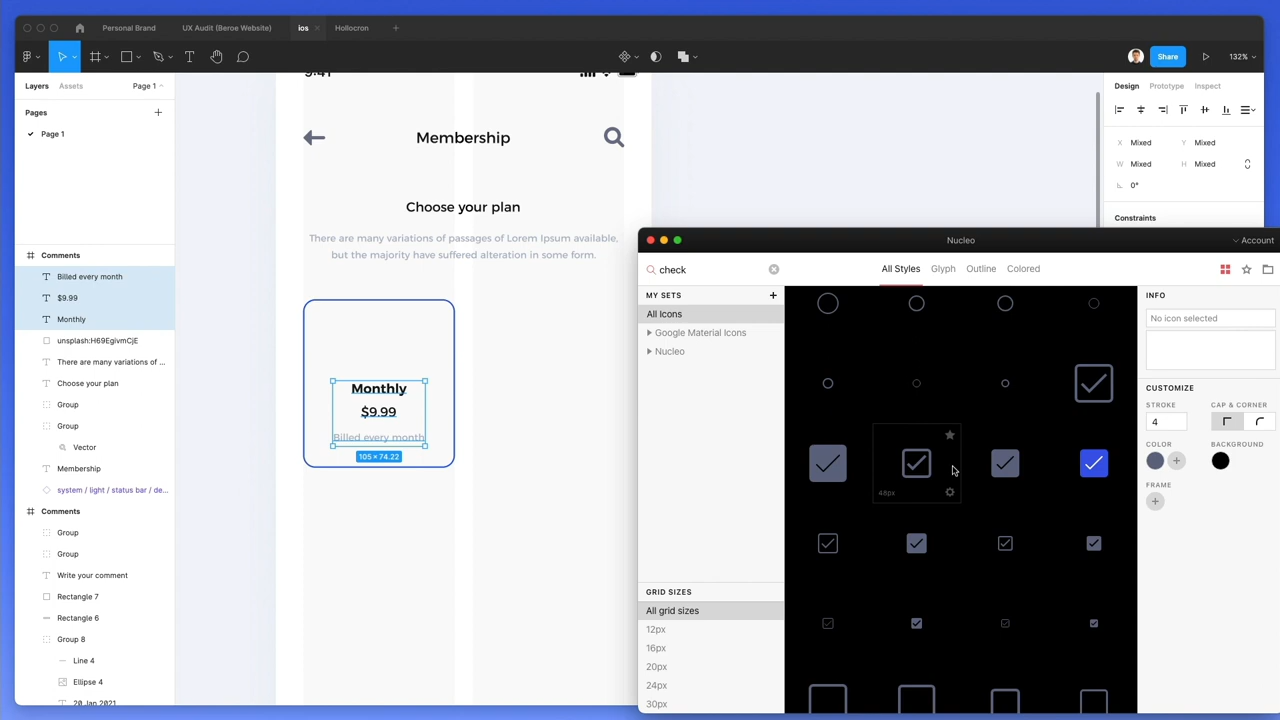 Personal Brand
UX Audit (Beroe Website)
ios
Hollocron
Share
132%
Layers
Assets
Page 1
Pages
Page 1
Comments
Billed every month
$9.99
Monthly
unsplash:H69EgivmCjE
There are many variations of ...
Choose your plan
Group
Group
Vector
Membership
system / light / status bar / de...
Comments
Group
Group
Write your comment
Rectangle 7
Rectangle 6
Group 8
Line 4
Ellipse 4
20 Jan 2021
9:41
Membership
Choose your plan
There are many variations of passages of Lorem Ipsum available,
but the majority have suffered alteration in some form.
Monthly
$9.99
Billed every month
105 × 74.22
Design
Prototype
Inspect
X Mixed
Y Mixed
W Mixed
H Mixed
0°
Constraints
Nucleo
Account
check
All Styles
Glyph
Outline
Colored
MY SETS
All Icons
Google Material Icons
Nucleo
GRID SIZES
All grid sizes
12px
16px
20px
24px
30px
48px
INFO
No icon selected
CUSTOMIZE
STROKE
CAP & CORNER
4
COLOR
BACKGROUND
FRAME